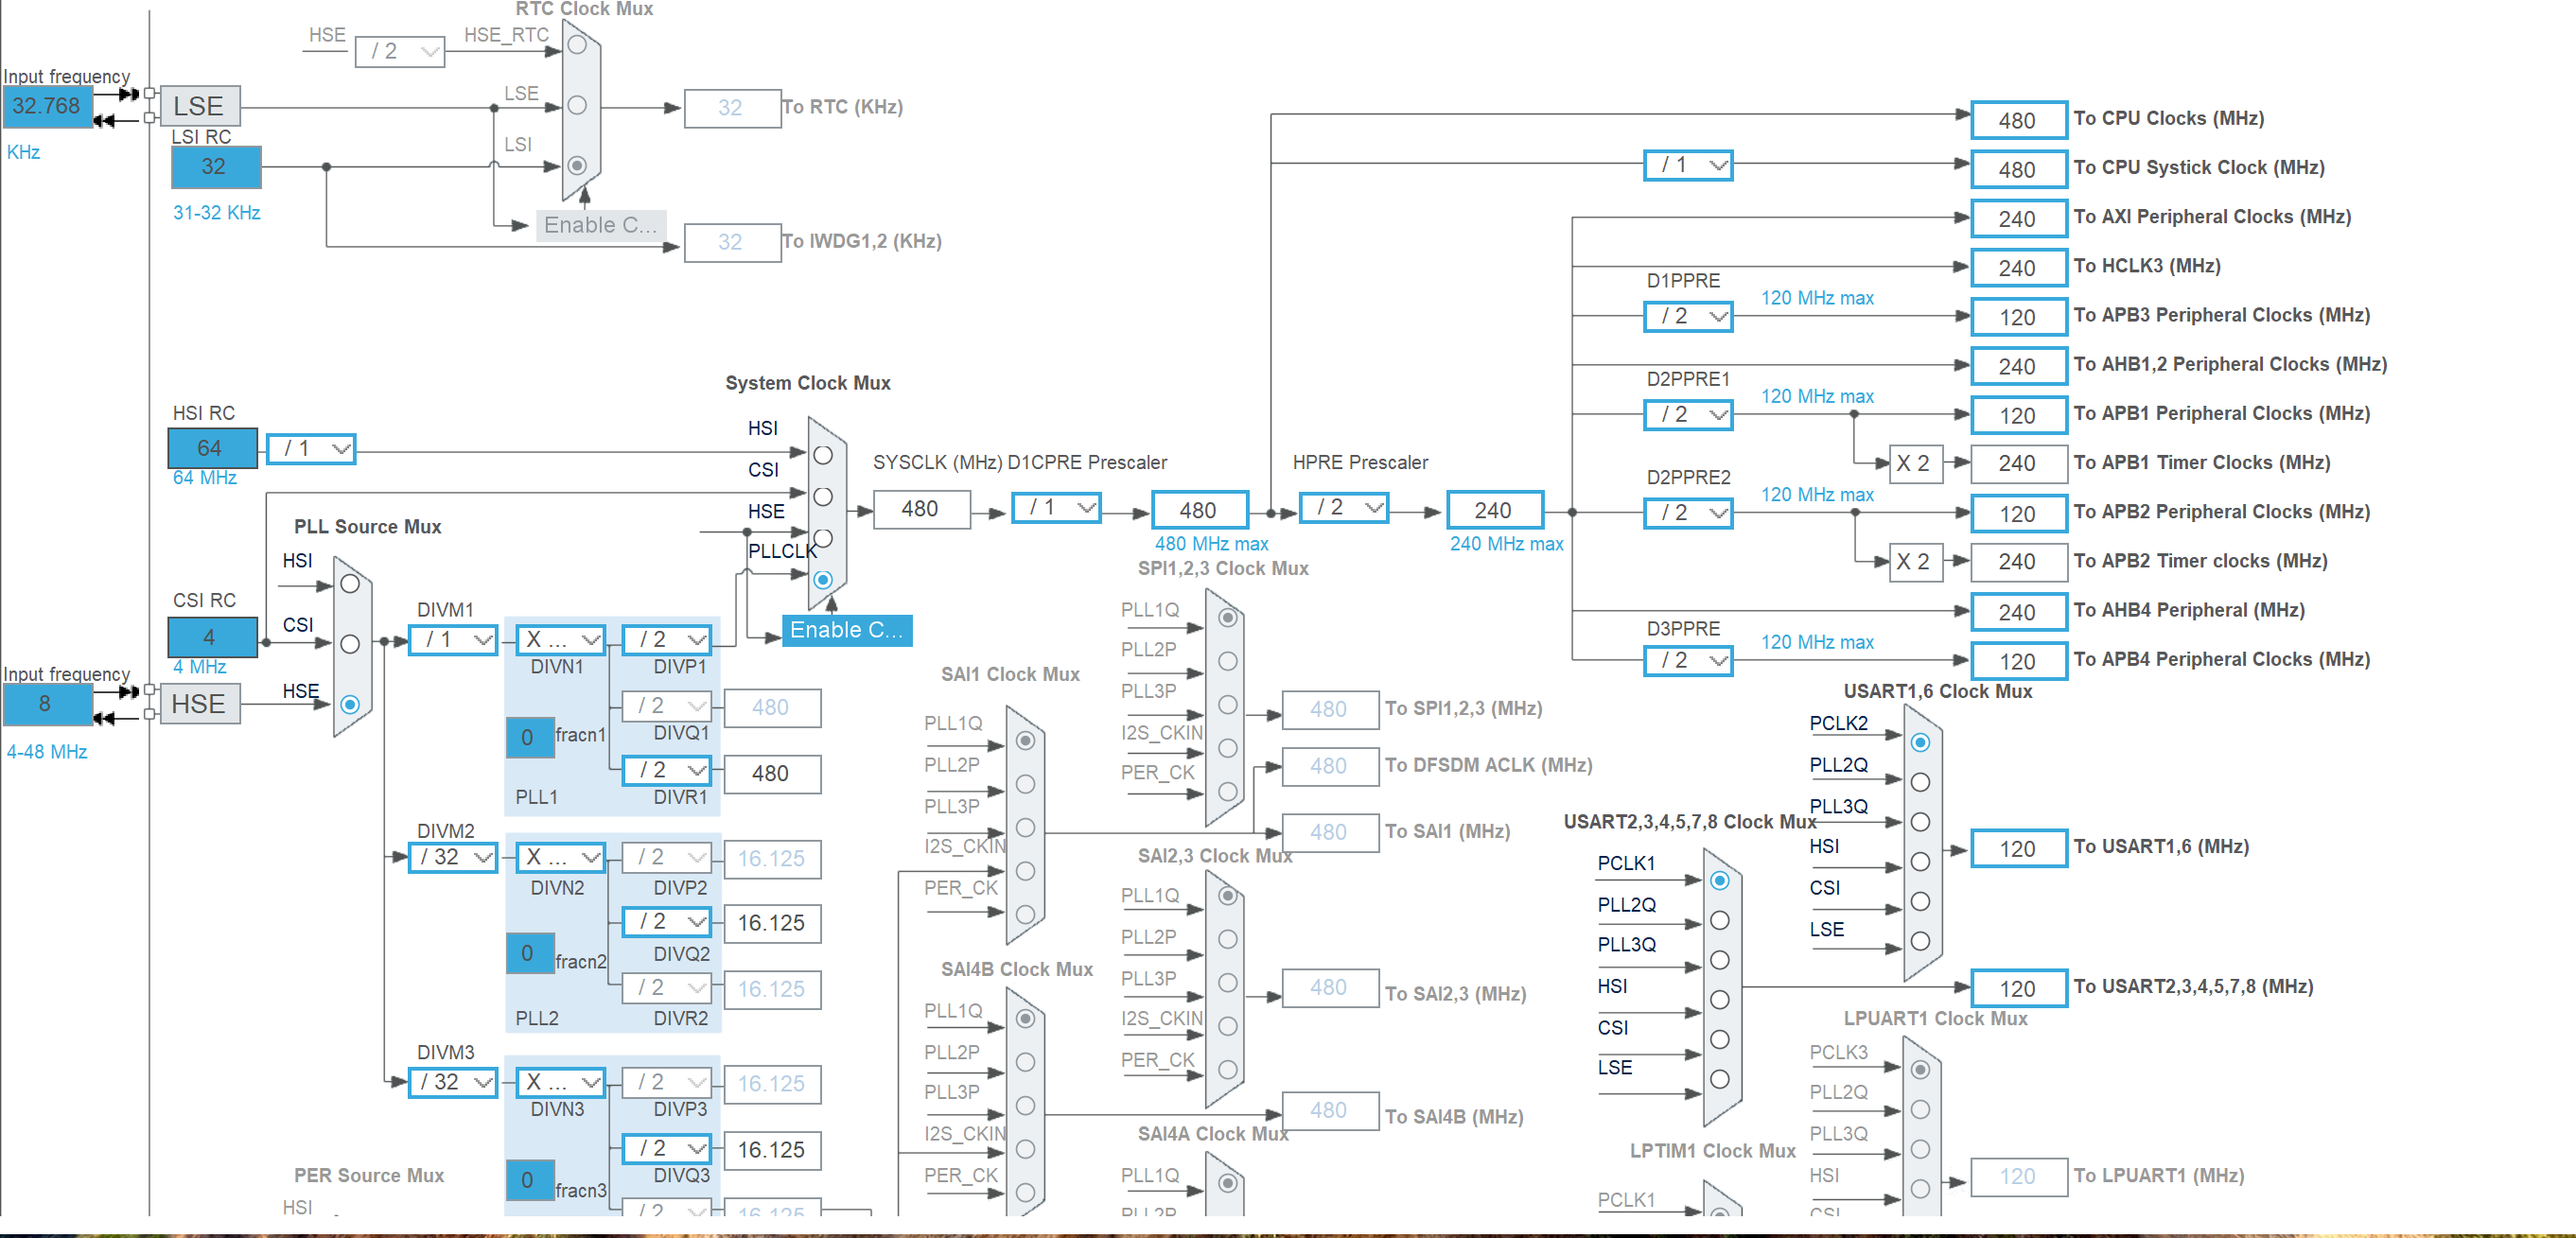 RTC Clock Mux
HSE
/ 2
HSE_RTC
Input frequency
32.768
KHz
LSE
LSE
32
To RTC (KHz)
LSI RC
32
31-32 KHz
LSI
Enable C...
32
To IWDG1,2 (KHz)
480
To CPU Clocks (MHz)
/ 1
480
To CPU Systick Clock (MHz)
240
To AXI Peripheral Clocks (MHz)
240
To HCLK3 (MHz)
D1PPRE
/ 2
120 MHz max
120
To APB3 Peripheral Clocks (MHz)
240
To AHB1,2 Peripheral Clocks (MHz)
D2PPRE1
/ 2
120 MHz max
120
To APB1 Peripheral Clocks (MHz)
X 2
240
To APB1 Timer Clocks (MHz)
D2PPRE2
/ 2
120 MHz max
120
To APB2 Peripheral Clocks (MHz)
X 2
240
To APB2 Timer clocks (MHz)
240
To AHB4 Peripheral (MHz)
D3PPRE
/ 2
120 MHz max
120
To APB4 Peripheral Clocks (MHz)
System Clock Mux
HSI RC
64
64 MHz
/ 1
HSI
CSI
HSE
PLLCLK
Enable C...
SYSCLK (MHz)
480
D1CPRE Prescaler
/ 1
480
480 MHz max
HPRE Prescaler
/ 2
240
240 MHz max
PLL Source Mux
HSI
CSI RC
4
4 MHz
CSI
Input frequency
8
4-48 MHz
HSE
HSE
DIVM1
/ 1
X ...
DIVN1
/ 2
DIVP1
/ 2
480
DIVQ1
0
fracn1
/ 2
480
DIVR1
PLL1
DIVM2
/ 32
X ...
DIVN2
/ 2
16.125
DIVP2
/ 2
16.125
DIVQ2
0
fracn2
/ 2
16.125
DIVR2
PLL2
DIVM3
/ 32
X ...
DIVN3
/ 2
16.125
DIVP3
/ 2
16.125
DIVQ3
0
fracn3
/ 2
16.125
PER Source Mux
HSI
SPI1,2,3 Clock Mux
PLL1Q
PLL2P
PLL3P
I2S_CKIN
PER_CK
480
To SPI1,2,3 (MHz)
SAI1 Clock Mux
PLL1Q
PLL2P
PLL3P
I2S_CKIN
PER_CK
480
To DFSDM ACLK (MHz)
480
To SAI1 (MHz)
SAI2,3 Clock Mux
PLL1Q
PLL2P
PLL3P
I2S_CKIN
PER_CK
480
To SAI2,3 (MHz)
SAI4B Clock Mux
PLL1Q
PLL2P
PLL3P
I2S_CKIN
PER_CK
480
To SAI4B (MHz)
SAI4A Clock Mux
PLL1Q
PLL2P
USART1,6 Clock Mux
PCLK2
PLL2Q
PLL3Q
HSI
CSI
LSE
120
To USART1,6 (MHz)
USART2,3,4,5,7,8 Clock Mux
PCLK1
PLL2Q
PLL3Q
HSI
CSI
LSE
120
To USART2,3,4,5,7,8 (MHz)
LPUART1 Clock Mux
PCLK3
PLL2Q
PLL3Q
HSI
CSI
120
To LPUART1 (MHz)
LPTIM1 Clock Mux
PCLK1